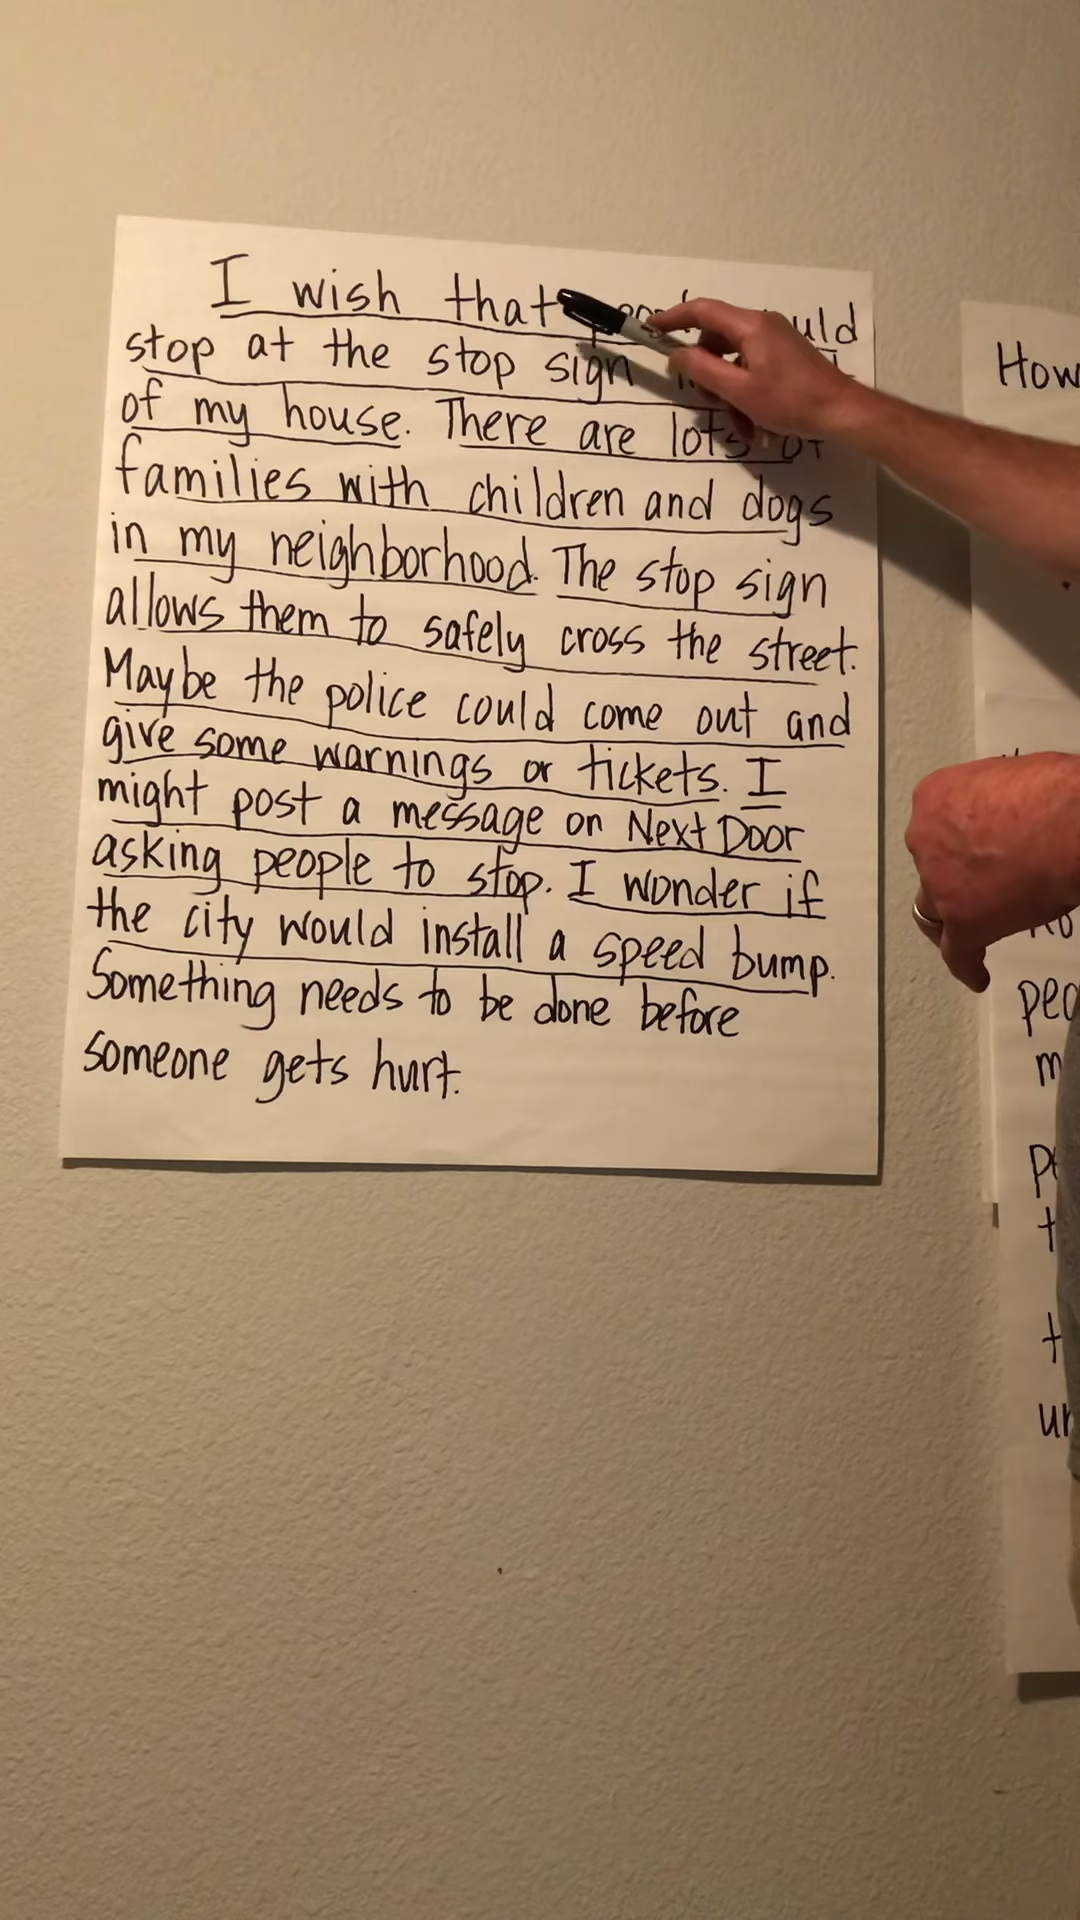 I wish that people would
stop at the stop sign
of my house. There are lots of
families with children and dogs
in my neighborhood. The stop sign
allows them to safely cross the street.
Maybe the police could come out and
give some warnings or tickets. I
might post a message on Next Door
asking people to stop. I wonder if
the city would install a speed bump.
Something needs to be done before
someone gets hurt.
How